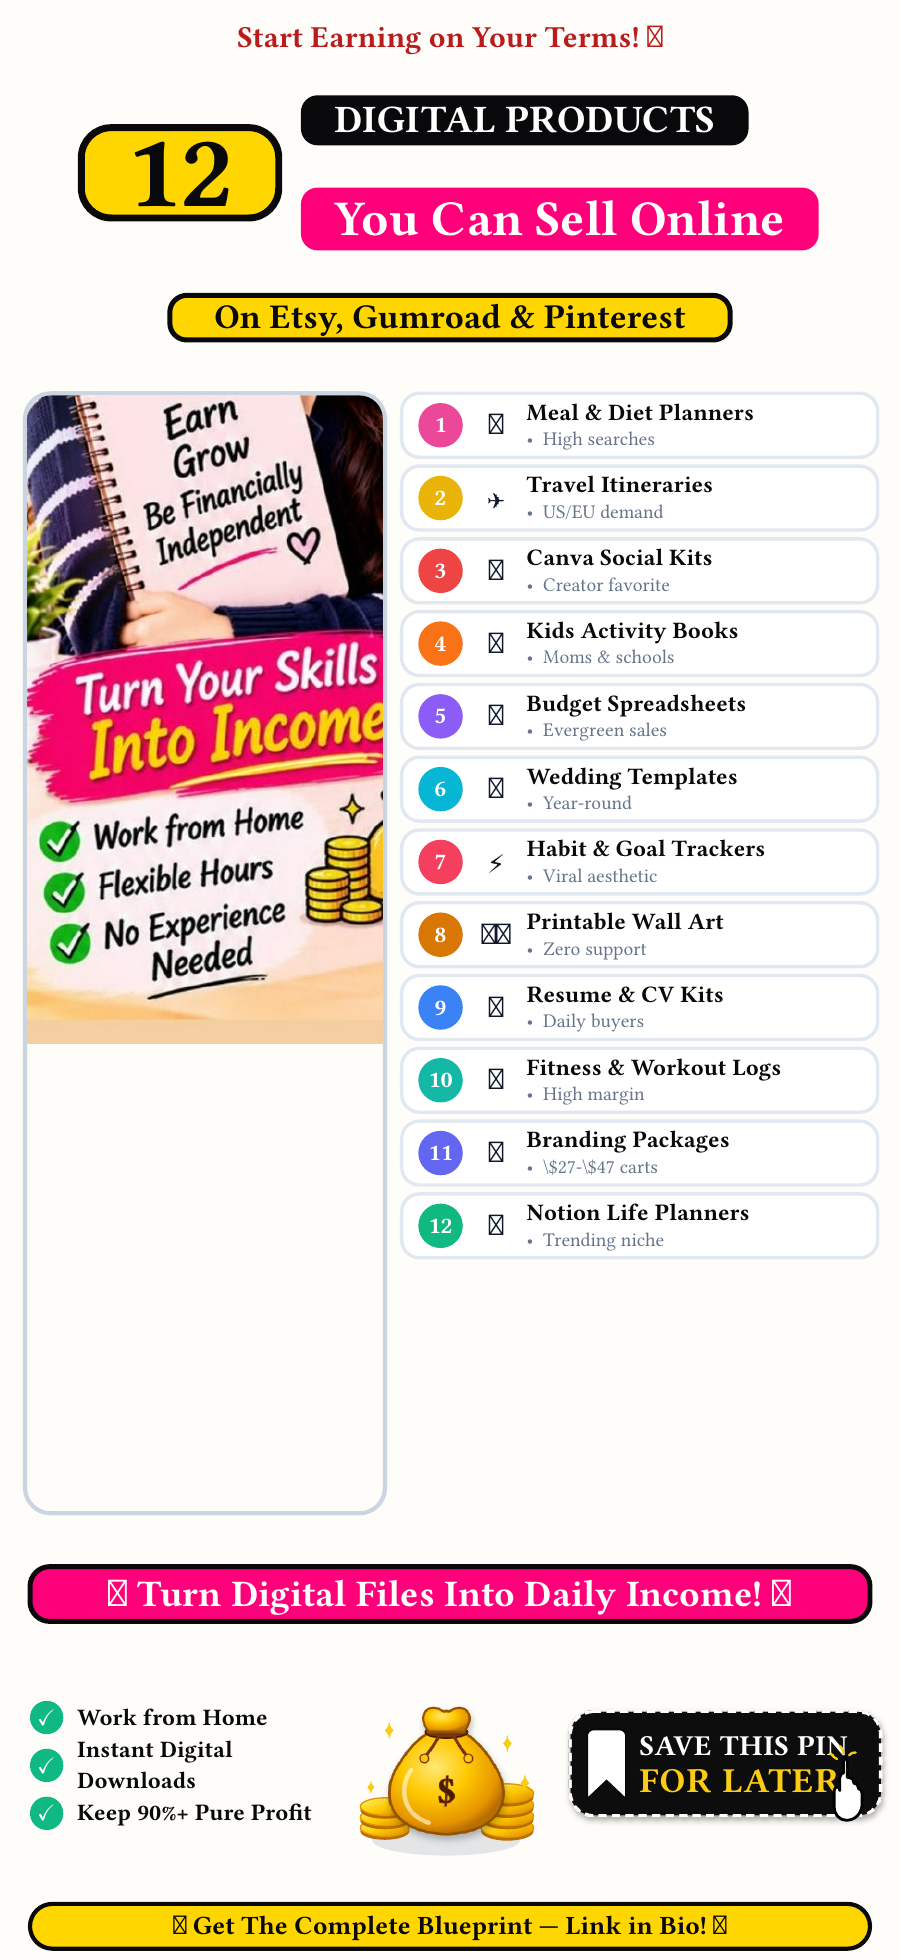 Start Earning on Your Terms!
12
DIGITAL PRODUCTS
You Can Sell Online
On Etsy, Gumroad & Pinterest
Earn
Grow
Be Financially
Independent
Turn Your Skills
Into Income
✓ Work from Home
✓ Flexible Hours
✓ No Experience
Needed
1 Meal & Diet Planners
• High searches
2 ✈ Travel Itineraries
• US/EU demand
3 Canva Social Kits
• Creator favorite
4 Kids Activity Books
• Moms & schools
5 Budget Spreadsheets
• Evergreen sales
6 Wedding Templates
• Year-round
7 ⚡ Habit & Goal Trackers
• Viral aesthetic
8 Printable Wall Art
• Zero support
9 Resume & CV Kits
• Daily buyers
10 Fitness & Workout Logs
• High margin
11 Branding Packages
• \$27-\$47 carts
12 Notion Life Planners
• Trending niche
Turn Digital Files Into Daily Income!
✓ Work from Home
✓ Instant Digital
Downloads
✓ Keep 90%+ Pure Profit
$
SAVE THIS PIN
FOR LATER
Get The Complete Blueprint — Link in Bio!